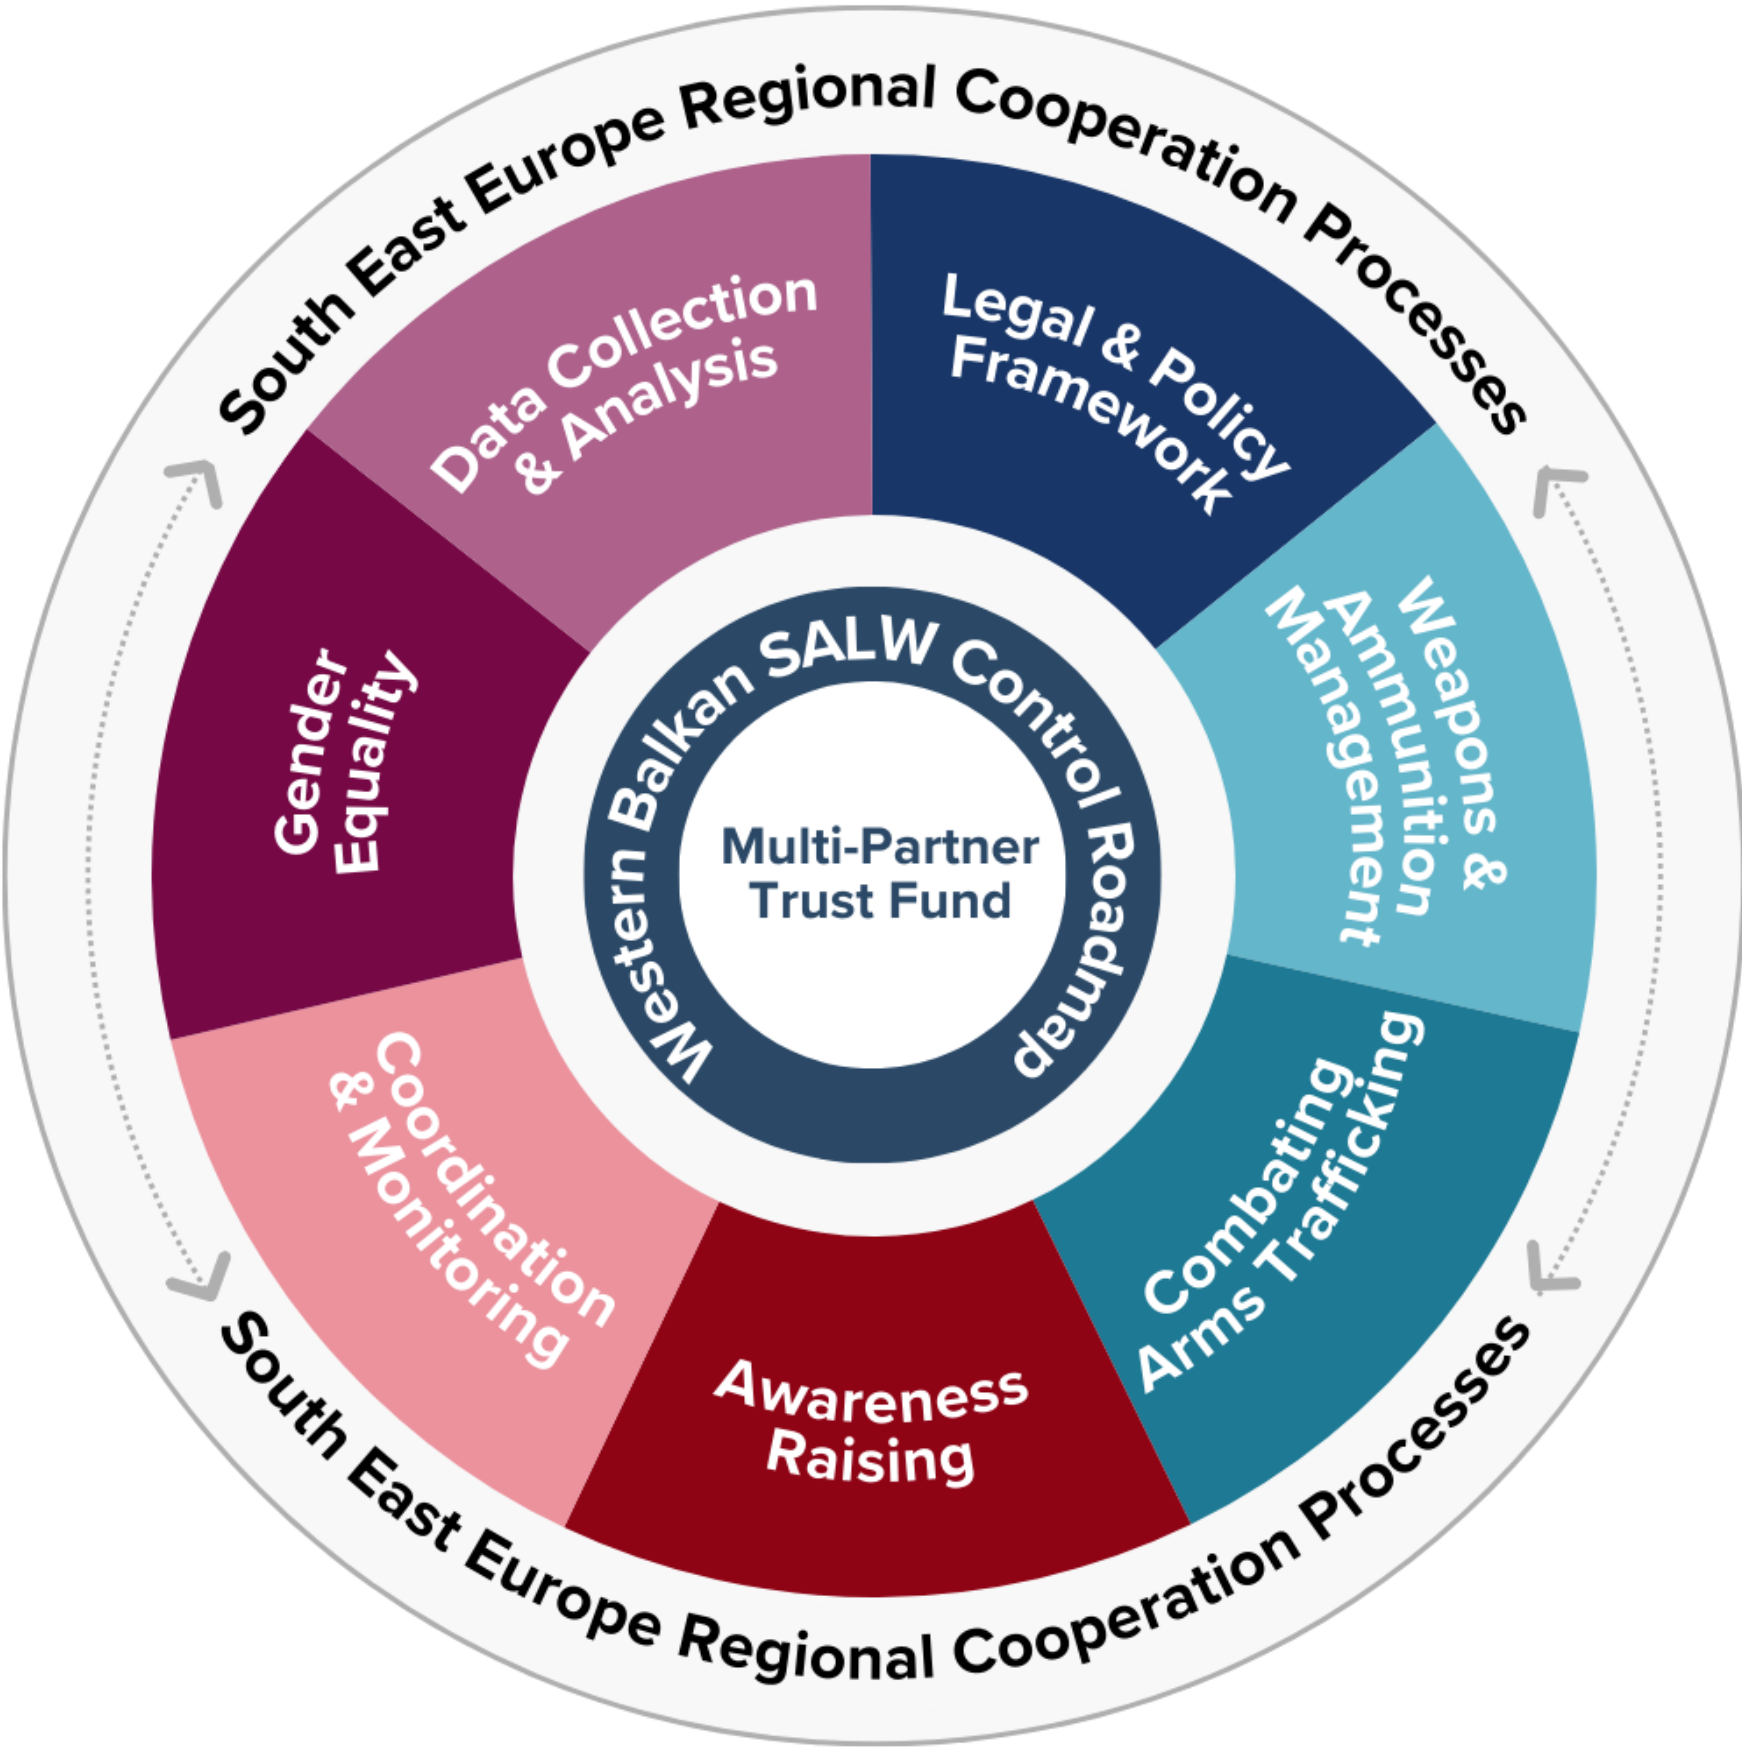 South East Europe Regional Cooperation Processes
Legal & Policy
Framework
Weapons &
Ammunition
Management
Combating
Arms Trafficking
Awareness
Raising
Coordination
& Monitoring
Gender
Equality
Data Collection
& Analysis
Western Balkan SALW Control Roadmap
Multi-Partner
Trust Fund
South East Europe Regional Cooperation Processes